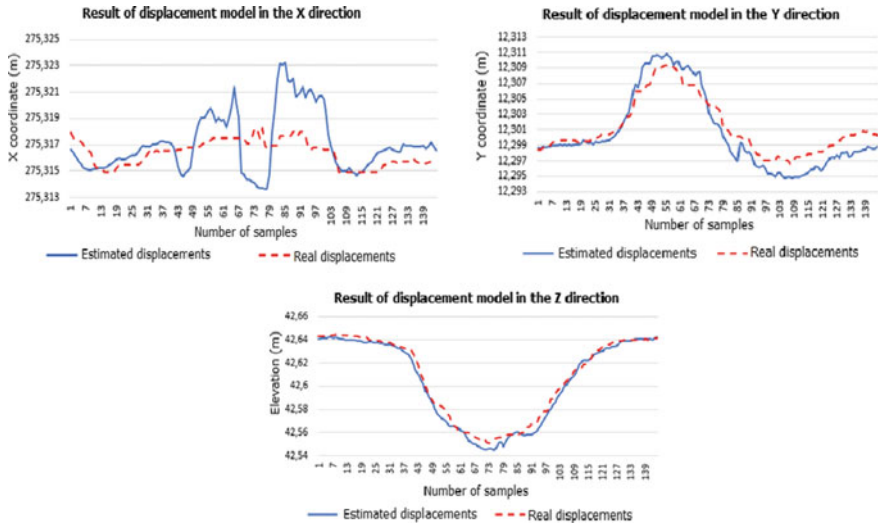 Result of displacement model in the X direction
X coordinate (m)
275,325
275,323
275,321
275,319
275,317
275,315
275,313
1 7 13 19 25 31 37 43 49 55 61 67 73 79 85 91 97 103 109 115 121 127 133 139
Number of samples
Estimated displacements Real displacements
Result of displacement model in the Y direction
Y coordinate (m)
12,313
12,311
12,309
12,307
12,305
12,303
12,301
12,299
12,297
12,295
12,293
1 7 13 19 25 31 37 43 49 55 61 67 73 79 85 91 97 103 109 115 121 127 133 139
Number of samples
Estimated displacements Real displacements
Result of displacement model in the Z direction
Elevation (m)
42,66
42,64
42,62
42,6
42,58
42,56
42,54
1 7 13 19 25 31 37 43 49 55 61 67 73 79 85 91 97 103 109 115 121 127 133 139
Number of samples
Estimated displacements Real displacements